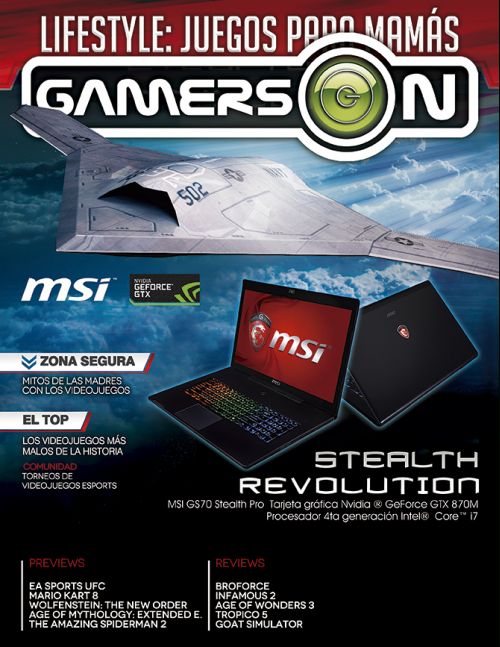 LIFESTYLE: JUEGOS PARA MAMÁS
GAMERS ON
NAVY
502
msi™
NVIDIA
GEFORCE
GTX
msi
ZONA SEGURA
MITOS DE LAS MADRES
CON LOS VIDEOJUEGOS
EL TOP
LOS VIDEOJUEGOS MÁS
MALOS DE LA HISTORIA
COMUNIDAD
TORNEOS DE
VIDEOJUEGOS ESPORTS
STEALTH
REVOLUTION
MSI GS70 Stealth Pro Tarjeta gráfica Nvidia ® GeForce GTX 870M
Procesador 4ta generación Intel® Core™ i7
PREVIEWS
EA SPORTS UFC
MARIO KART 8
WOLFENSTEIN: THE NEW ORDER
AGE OF MYTHOLOGY: EXTENDED E.
THE AMAZING SPIDERMAN 2
REVIEWS
BROFORCE
INFAMOUS 2
AGE OF WONDERS 3
TROPICO 5
GOAT SIMULATOR